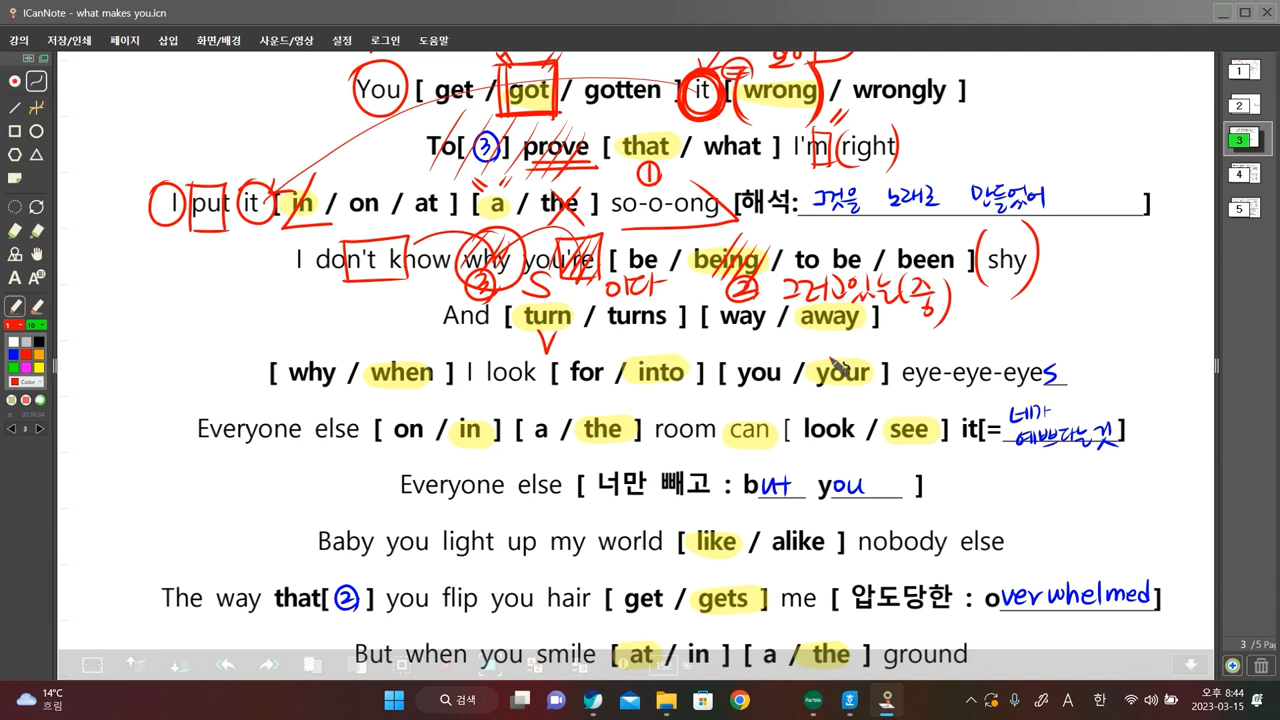 ICanNote - what makes you.icn
강의 저장/인쇄 페이지 삽입 화면/배경 사운드/영상 설정 로그인 도움말
You [ get / got / gotten ] it [ wrong / wrongly ]
To[ ③ ] prove [ that / what ] I'm (right)
①
I put it [ in / on / at ] [ a / the ] so-o-ong [해석: 그것을 노래로 만들었어 ]
I don't know why you're [ be / being / to be / been ] (shy)
③ S 이다 ② 그러고있는(중)
And [ turn / turns ] [ way / away ]
V
[ why / when ] I look [ for / into ] [ you / your ] eye-eye-eyes
Everyone else [ on / in ] [ a / the ] room can [ look / see ] it[= 네가 예쁘다는것 ]
Everyone else [ 너만 빼고 : but you ]
Baby you light up my world [ like / alike ] nobody else
The way that[ ② ] you flip you hair [ get / gets ] me [ 압도당한 : overwhelmed ]
But when you smile [ at / in ] [ a / the ] ground
1
2
3
4
5
Color
3
3 /5 Pag
14°C
흐림
검색
A 한
오후 8:44
2023-03-15